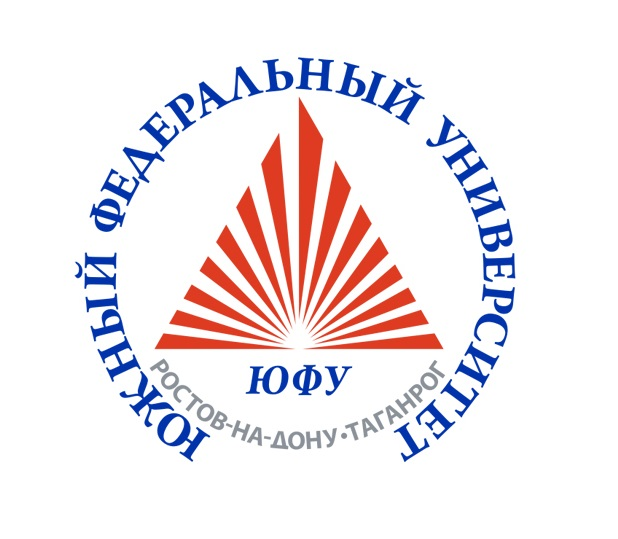 ЮЖНЫЙ ФЕДЕРАЛЬНЫЙ УНИВЕРСИТЕТ
ЮФУ
РОСТОВ-НА-ДОНУ•ТАГАНРОГ